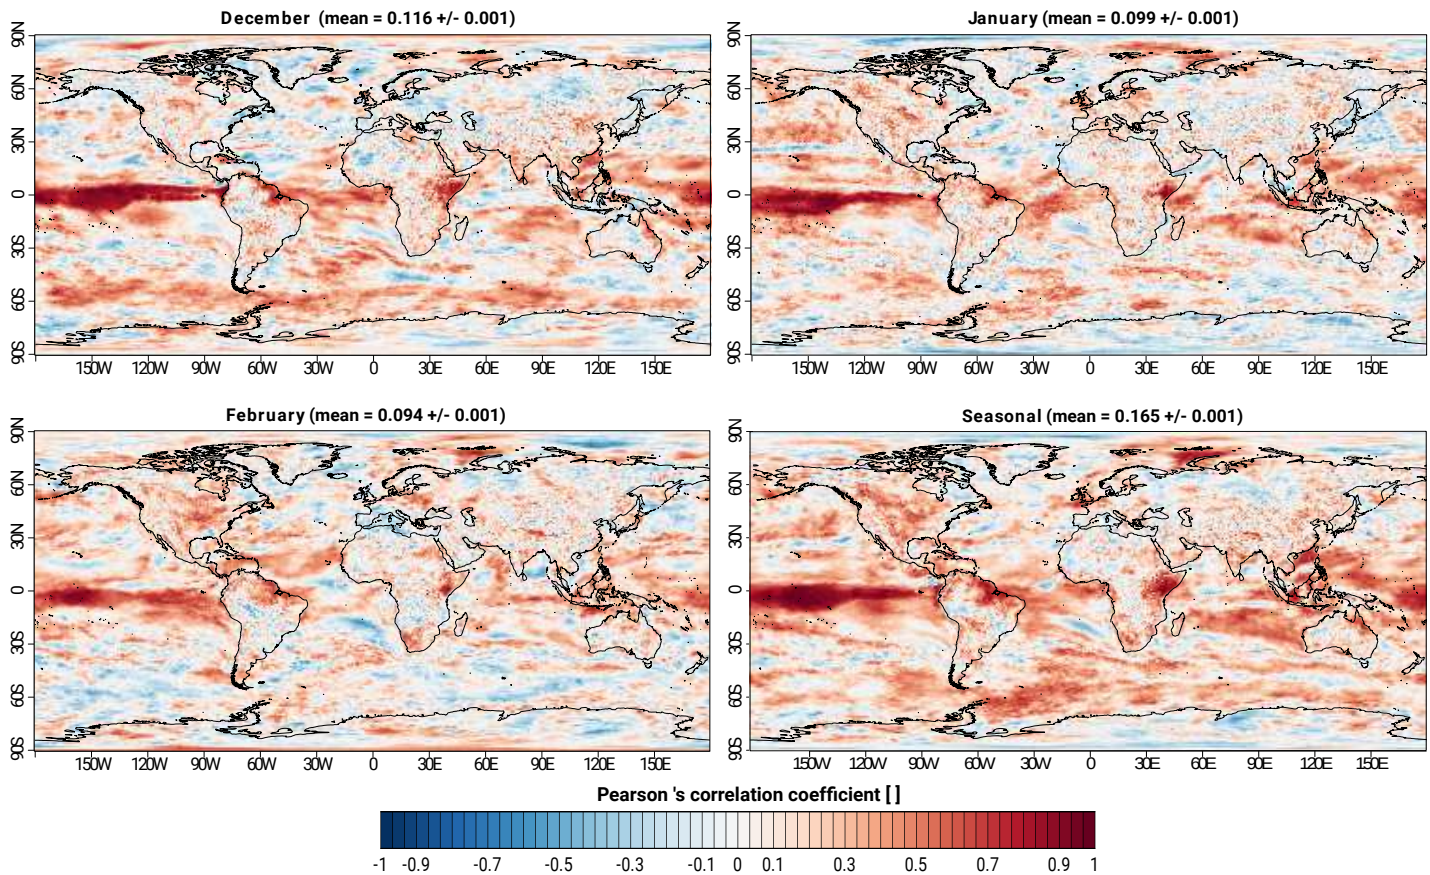 December (mean = 0.116 +/- 0.001)
January (mean = 0.099 +/- 0.001)
90N
60N
30N
0
30S
60S
90S
150W 120W 90W 60W 30W 0 30E 60E 90E 120E 150E
90N
60N
30N
0
30S
60S
90S
150W 120W 90W 60W 30W 0 30E 60E 90E 120E 150E
February (mean = 0.094 +/- 0.001)
Seasonal (mean = 0.165 +/- 0.001)
90N
60N
30N
0
30S
60S
90S
150W 120W 90W 60W 30W 0 30E 60E 90E 120E 150E
90N
60N
30N
0
30S
60S
90S
150W 120W 90W 60W 30W 0 30E 60E 90E 120E 150E
Pearson 's correlation coefficient [ ]
-1 -0.9 -0.7 -0.5 -0.3 -0.1 0 0.1 0.3 0.5 0.7 0.9 1